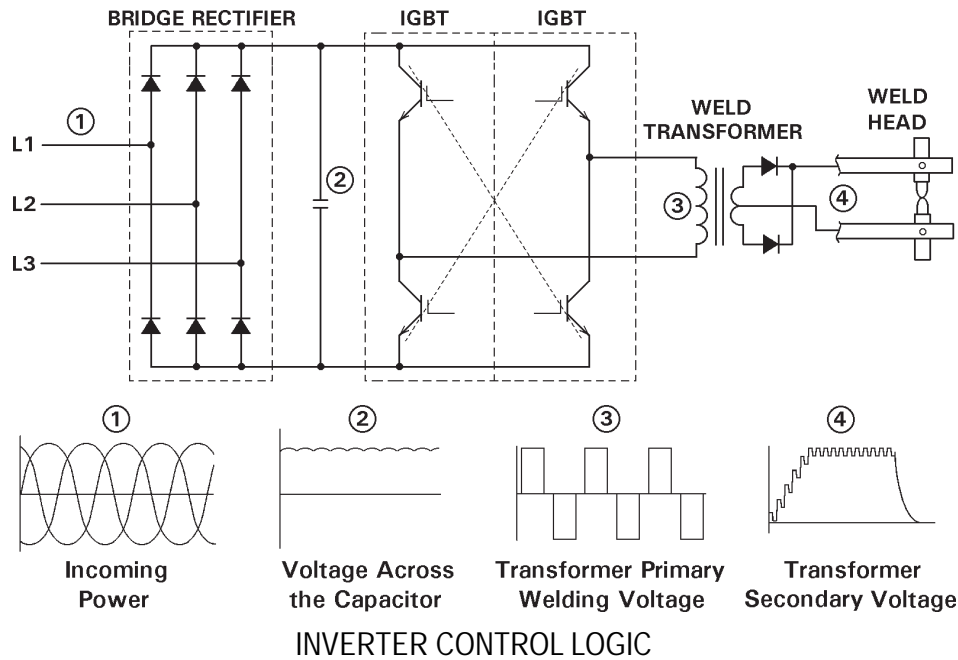 BRIDGE RECTIFIER
IGBT
IGBT
WELD
TRANSFORMER
WELD
HEAD
L1
①
L2
②
③
④
L3
①
②
③
④
Incoming
Power
Voltage Across
the Capacitor
Transformer Primary
Welding Voltage
Transformer
Secondary Voltage
INVERTER CONTROL LOGIC